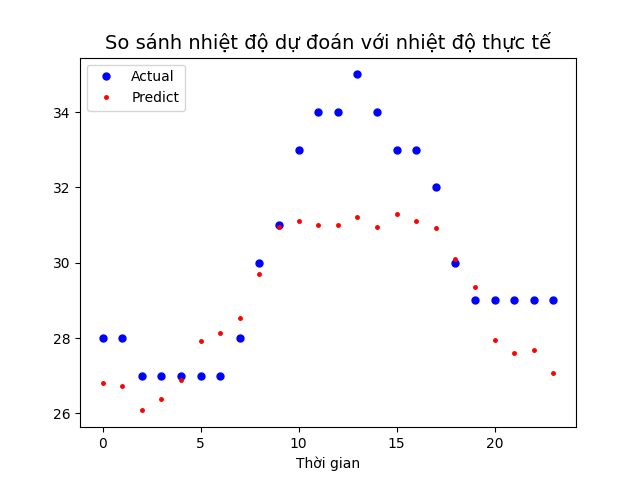 So sánh nhiệt độ dự đoán với nhiệt độ thực tế
Actual
Predict
34
32
30
28
26
0 5 10 15 20
Thời gian